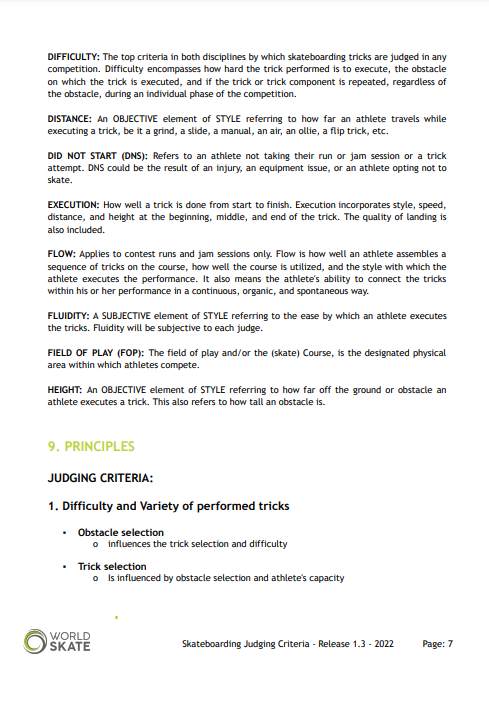 DIFFICULTY: The top criteria in both disciplines by which skateboarding tricks are judged in any
competition. Difficulty encompasses how hard the trick performed is to execute, the obstacle
on which the trick is executed, and if the trick or trick component is repeated, regardless of
the obstacle, during an individual phase of the competition.
DISTANCE: An OBJECTIVE element of STYLE referring to how far an athlete travels while
executing a trick, be it a grind, a slide, a manual, an air, an ollie, a flip trick, etc.
DID NOT START (DNS): Refers to an athlete not taking their run or jam session or a trick
attempt. DNS could be the result of an injury, an equipment issue, or an athlete opting not to
skate.
EXECUTION: How well a trick is done from start to finish. Execution incorporates style, speed,
distance, and height at the beginning, middle, and end of the trick. The quality of landing is
also included.
FLOW: Applies to contest runs and jam sessions only. Flow is how well an athlete assembles a
sequence of tricks on the course, how well the course is utilized, and the style with which the
athlete executes the performance. It also means the athlete's ability to connect the tricks
within his or her performance in a continuous, organic, and spontaneous way.
FLUIDITY: A SUBJECTIVE element of STYLE referring to the ease by which an athlete executes
the tricks. Fluidity will be subjective to each judge.
FIELD OF PLAY (FOP): The field of play and/or the (skate) Course, is the designated physical
area within which athletes compete.
HEIGHT: An OBJECTIVE element of STYLE referring to how far off the ground or obstacle an
athlete executes a trick. This also refers to how tall an obstacle is.
9. PRINCIPLES
JUDGING CRITERIA:
1. Difficulty and Variety of performed tricks
• Obstacle selection
o influences the trick selection and difficulty
• Trick selection
o Is influenced by obstacle selection and athlete's capacity
WORLD
SKATE
Skateboarding Judging Criteria - Release 1.3 - 2022 Page: 7